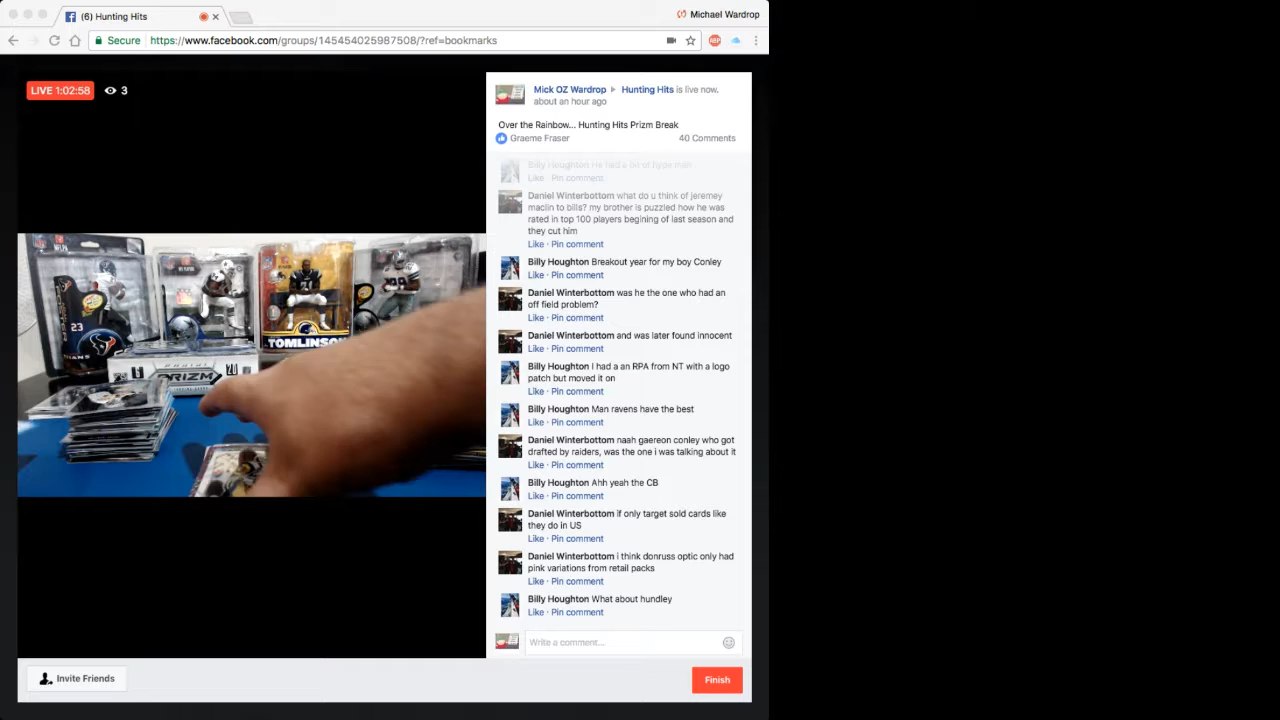 (6) Hunting Hits
Michael Wardrop
Secure https://www.facebook.com/groups/145454025987508/?ref=bookmarks
ABP
LIVE 1:02:58
3
Mick OZ Wardrop Hunting Hits is live now.
about an hour ago
Over the Rainbow... Hunting Hits Prizm Break
Graeme Fraser
40 Comments
Billy Houghton He had a bit of hype man
Like · Pin comment
Daniel Winterbottom what do u think of jeremey
maclin to bills? my brother is puzzled how he was
rated in top 100 players begining of last season and
they cut him
Like · Pin comment
Billy Houghton Breakout year for my boy Conley
Like · Pin comment
Daniel Winterbottom was he the one who had an
off field problem?
Like · Pin comment
Daniel Winterbottom and was later found innocent
Like · Pin comment
Billy Houghton I had a an RPA from NT with a logo
patch but moved it on
Like · Pin comment
Billy Houghton Man ravens have the best
Like · Pin comment
Daniel Winterbottom naah gaereon conley who got
drafted by raiders, was the one i was talking about it
Like · Pin comment
Billy Houghton Ahh yeah the CB
Like · Pin comment
Daniel Winterbottom if only target sold cards like
they do in US
Like · Pin comment
Daniel Winterbottom i think donruss optic only had
pink variations from retail packs
Like · Pin comment
Billy Houghton What about hundley
Like · Pin comment
Write a comment...
Invite Friends
Finish
23
TOMLINSON
PRIZM